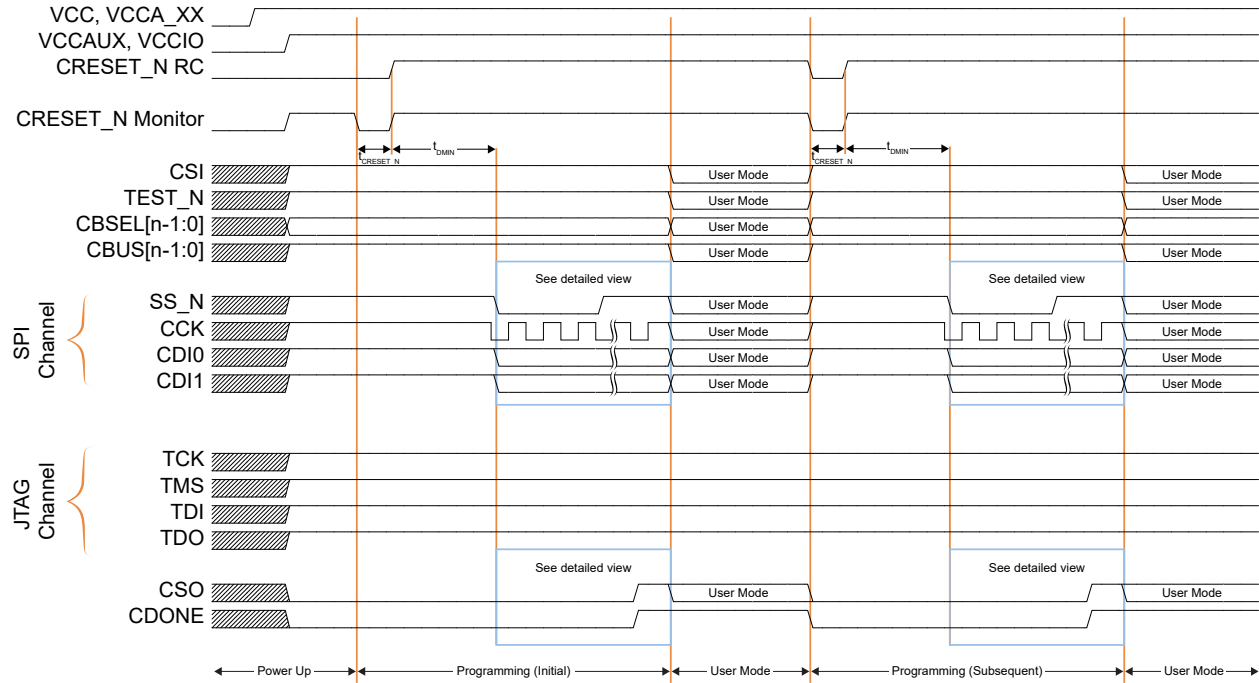 VCC, VCCA_XX
VCCAUX, VCCIO
CRESET_N RC
CRESET_N Monitor
tCRESET_N tDMIN tCRESET_N tDMIN
CSI User Mode User Mode
TEST_N User Mode User Mode
CBSEL[n-1:0] User Mode User Mode
CBUS[n-1:0] User Mode User Mode
See detailed view See detailed view
SPI
Channel
SS_N User Mode User Mode
CCK User Mode User Mode
CDI0 User Mode User Mode
CDI1 User Mode User Mode
JTAG
Channel
TCK
TMS
TDI
TDO
See detailed view See detailed view
CSO User Mode User Mode
CDONE
Power Up Programming (Initial) User Mode Programming (Subsequent) User Mode